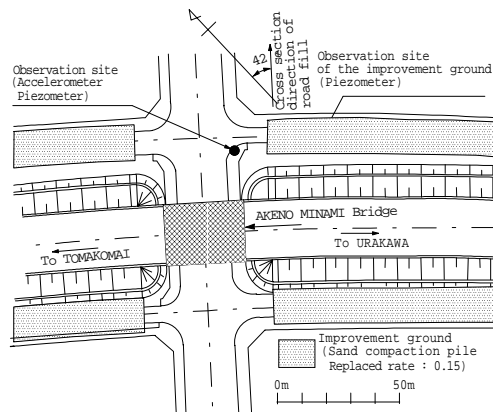 42
Cross section
direction of
road fill
Observation site
(Accelerometer
Piezometer)
Observation site
of the improvement ground
(Piezometer)
AKENO MINAMI Bridge
To TOMAKOMAI
To URAKAWA
Improvement ground
(Sand compaction pile
Replaced rate : 0.15)
0m
50m